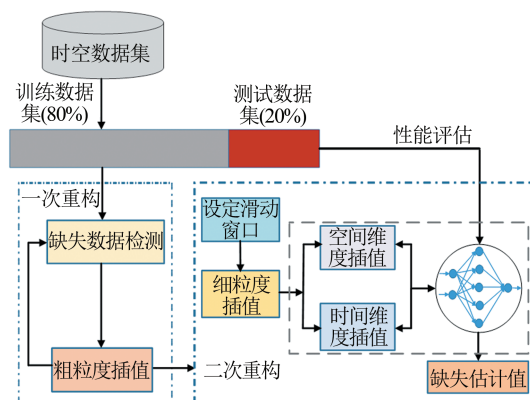 时空数据集
训练数据
集(80%)
测试数据
集(20%)
性能评估
一次重构
缺失数据检测
粗粒度插值
设定滑动
窗口
细粒度
插值
空间维
度插值
时间维
度插值
二次重构
缺失估计值